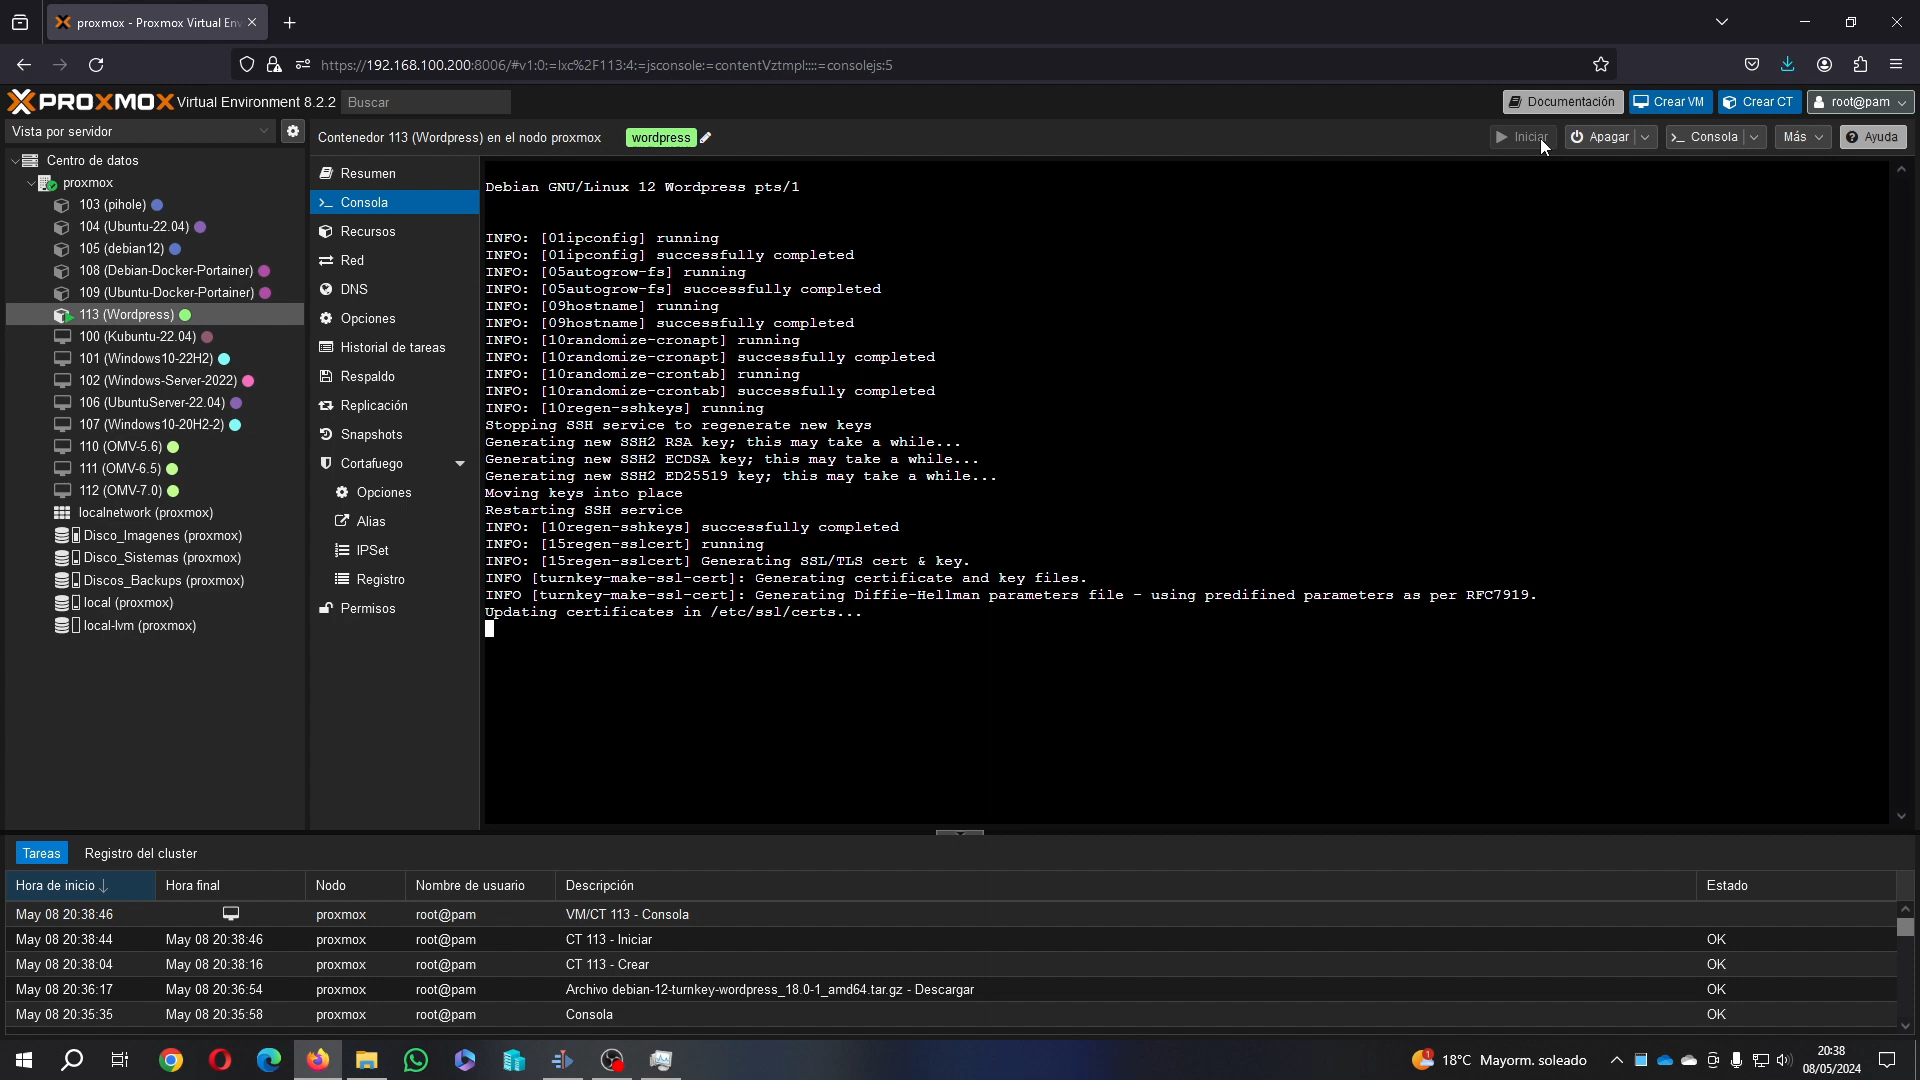 proxmox - Proxmox Virtual Env
https://192.168.100.200:8006/#v1:0:=lxc%2F113:4:=jsconsole:=contentVztmpl::::=consolejs:5
PROXMOX Virtual Environment 8.2.2 Buscar
Documentación Crear VM Crear CT root@pam
Vista por servidor
Contenedor 113 (Wordpress) en el nodo proxmox wordpress
Iniciar Apagar Consola Más Ayuda
Centro de datos
proxmox
103 (pihole)
104 (Ubuntu-22.04)
105 (debian12)
108 (Debian-Docker-Portainer)
109 (Ubuntu-Docker-Portainer)
113 (Wordpress)
100 (Kubuntu-22.04)
101 (Windows10-22H2)
102 (Windows-Server-2022)
106 (UbuntuServer-22.04)
107 (Windows10-20H2-2)
110 (OMV-5.6)
111 (OMV-6.5)
112 (OMV-7.0)
localnetwork (proxmox)
Disco_Imagenes (proxmox)
Disco_Sistemas (proxmox)
Discos_Backups (proxmox)
local (proxmox)
local-lvm (proxmox)
Resumen
Consola
Recursos
Red
DNS
Opciones
Historial de tareas
Respaldo
Replicación
Snapshots
Cortafuego
Opciones
Alias
IPSet
Registro
Permisos
Debian GNU/Linux 12 Wordpress pts/1
INFO: [01ipconfig] running
INFO: [01ipconfig] successfully completed
INFO: [05autogrow-fs] running
INFO: [05autogrow-fs] successfully completed
INFO: [09hostname] running
INFO: [09hostname] successfully completed
INFO: [10randomize-cronapt] running
INFO: [10randomize-cronapt] successfully completed
INFO: [10randomize-crontab] running
INFO: [10randomize-crontab] successfully completed
INFO: [10regen-sshkeys] running
Stopping SSH service to regenerate new keys
Generating new SSH2 RSA key; this may take a while...
Generating new SSH2 ECDSA key; this may take a while...
Generating new SSH2 ED25519 key; this may take a while...
Moving keys into place
Restarting SSH service
INFO: [10regen-sshkeys] successfully completed
INFO: [15regen-sslcert] running
INFO: [15regen-sslcert] Generating SSL/TLS cert & key.
INFO [turnkey-make-ssl-cert]: Generating certificate and key files.
INFO [turnkey-make-ssl-cert]: Generating Diffie-Hellman parameters file - using predifined parameters as per RFC7919.
Updating certificates in /etc/ssl/certs...
Tareas Registro del cluster
Hora de inicio Hora final Nodo Nombre de usuario Descripción Estado
May 08 20:38:46 proxmox root@pam VM/CT 113 - Consola
May 08 20:38:44 May 08 20:38:46 proxmox root@pam CT 113 - Iniciar OK
May 08 20:38:04 May 08 20:38:16 proxmox root@pam CT 113 - Crear OK
May 08 20:36:17 May 08 20:36:54 proxmox root@pam Archivo debian-12-turnkey-wordpress_18.0-1_amd64.tar.gz - Descargar OK
May 08 20:35:35 May 08 20:35:58 proxmox root@pam Consola OK
1 18°C Mayorm. soleado
20:38
08/05/2024